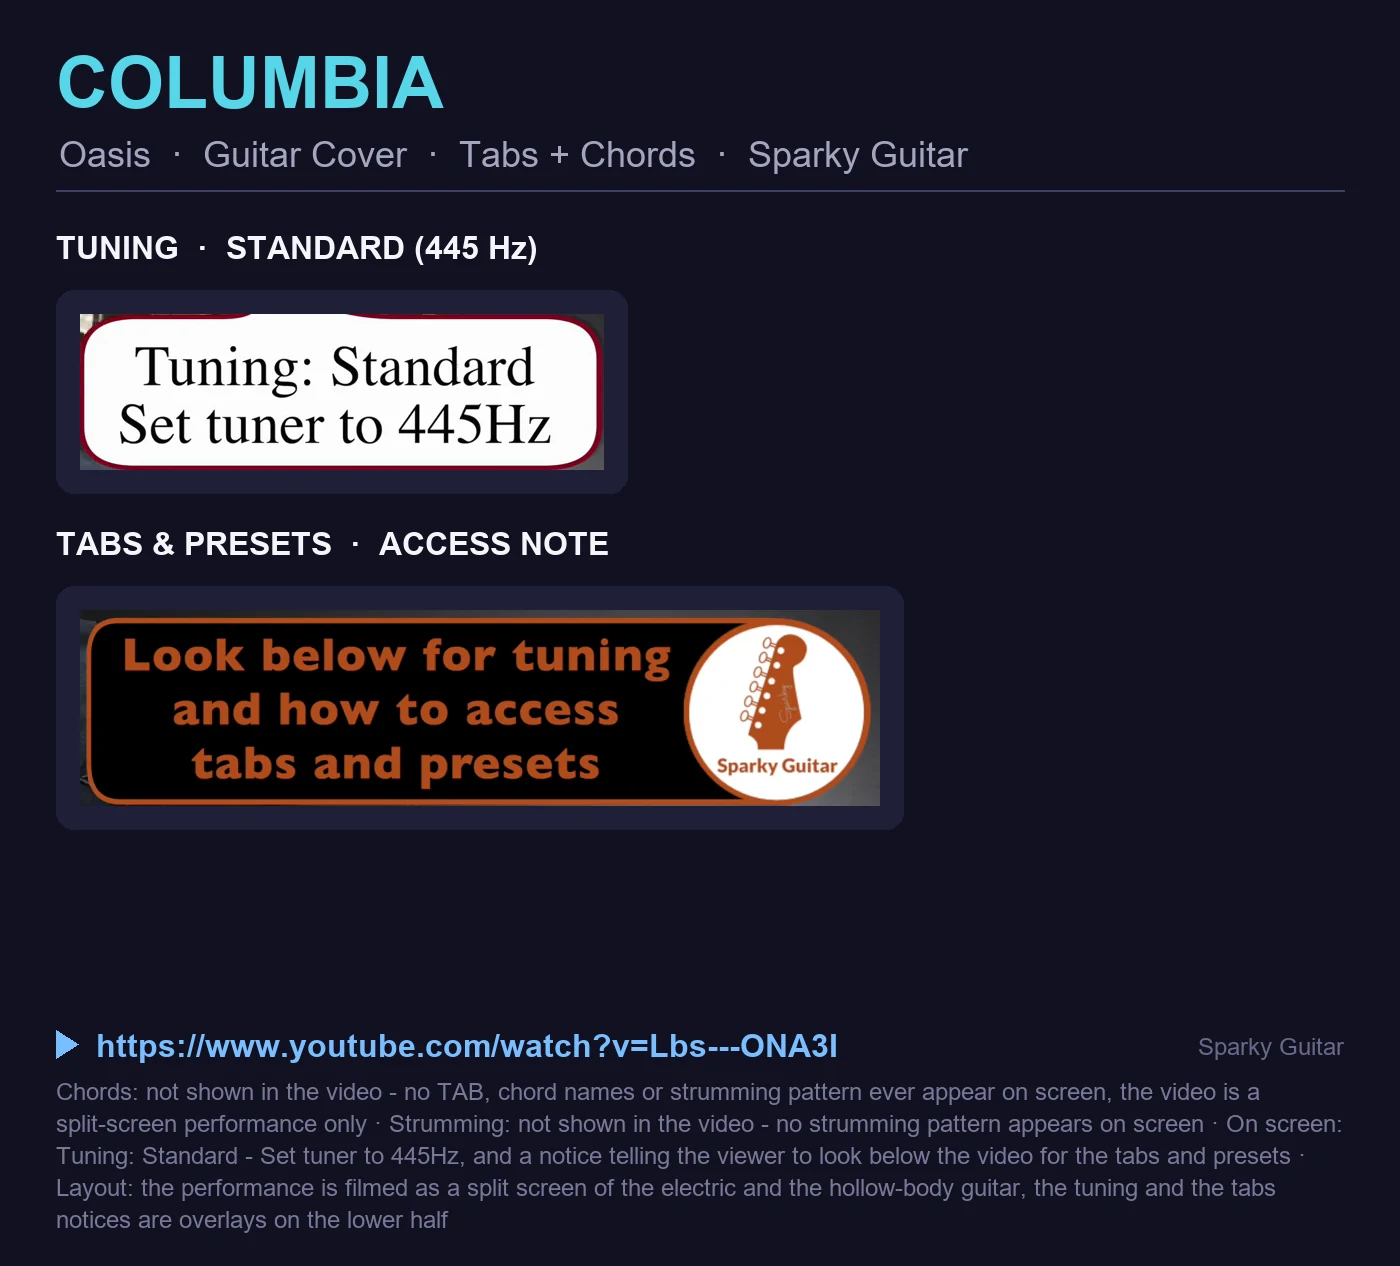 COLUMBIA
Oasis · Guitar Cover · Tabs + Chords · Sparky Guitar
TUNING · STANDARD (445 Hz)
Tuning: Standard
Set tuner to 445Hz
TABS & PRESETS · ACCESS NOTE
Look below for tuning
and how to access
tabs and presets
Sparky Guitar
https://www.youtube.com/watch?v=Lbs---ONA3I
Sparky Guitar
Chords: not shown in the video - no TAB, chord names or strumming pattern ever appear on screen, the video is a
split-screen performance only · Strumming: not shown in the video - no strumming pattern appears on screen · On screen:
Tuning: Standard - Set tuner to 445Hz, and a notice telling the viewer to look below the video for the tabs and presets ·
Layout: the performance is filmed as a split screen of the electric and the hollow-body guitar, the tuning and the tabs
notices are overlays on the lower half